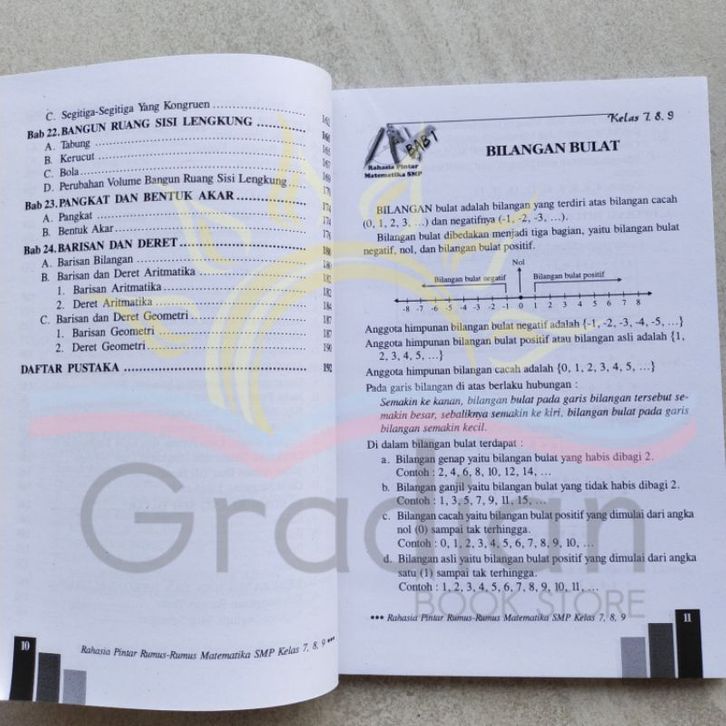 C. Segitiga-Segitiga Yang Kongruen ........................ 161
Bab 22. BANGUN RUANG SISI LENGKUNG ............
A. Tabung ........................
B. Kerucut ........................
C. Bola ........................
D. Perubahan Volume Bangun Ruang Sisi Lengkung ....
Bab 23. PANGKAT DAN BENTUK AKAR ................ 174
A. Pangkat ........................ 174
B. Bentuk Akar ........................
Bab 24. BARISAN DAN DERET ........................ 180
A. Barisan Bilangan ........................ 180
B. Barisan dan Deret Aritmatika ........................ 182
1. Barisan Aritmatika ........................ 182
2. Deret Aritmatika ........................ 184
C. Barisan dan Deret Geometri ........................ 187
1. Barisan Geometri ........................ 187
2. Deret Geometri ........................ 190
DAFTAR PUSTAKA ........................ 192
10
Rahasia Pintar Rumus-Rumus Matematika SMP Kelas 7, 8, 9 •••
Kelas 7, 8, 9
BAB 1
Rahasia Pintar
Matematika SMP
BILANGAN BULAT
BILANGAN bulat adalah bilangan yang terdiri atas bilangan cacah
(0, 1, 2, 3, ...) dan negatifnya (-1, -2, -3, ...).
Bilangan bulat dibedakan menjadi tiga bagian, yaitu bilangan bulat
negatif, nol, dan bilangan bulat positif.
Nol
Bilangan bulat negatif Bilangan bulat positif
-8 -7 -6 -5 -4 -3 -2 -1 0 1 2 3 4 5 6 7 8
Anggota himpunan bilangan bulat negatif adalah {-1, -2, -3, -4, -5, ...}
Anggota himpunan bilangan bulat positif atau bilangan asli adalah {1,
2, 3, 4, 5, ...}
Anggota himpunan bilangan cacah adalah {0, 1, 2, 3, 4, 5, ...}
Pada garis bilangan di atas berlaku hubungan :
Semakin ke kanan, bilangan bulat pada garis bilangan tersebut se-
makin besar, sebaliknya semakin ke kiri, bilangan bulat pada garis
bilangan semakin kecil.
Di dalam bilangan bulat terdapat :
a. Bilangan genap yaitu bilangan bulat yang habis dibagi 2.
Contoh : 2, 4, 6, 8, 10, 12, 14, ...
b. Bilangan ganjil yaitu bilangan bulat yang tidak habis dibagi 2.
Contoh : 1, 3, 5, 7, 9, 11, 15, ...
c. Bilangan cacah yaitu bilangan bulat positif yang dimulai dari angka
nol (0) sampai tak terhingga.
Contoh : 0, 1, 2, 3, 4, 5, 6, 7, 8, 9, 10, ...
d. Bilangan asli yaitu bilangan bulat positif yang dimulai dari angka
satu (1) sampai tak terhingga.
Contoh : 1, 2, 3, 4, 5, 6, 7, 8, 9, 10, 11, ...
••• Rahasia Pintar Rumus-Rumus Matematika SMP Kelas 7, 8, 9
11
Gradian
BOOK STORE